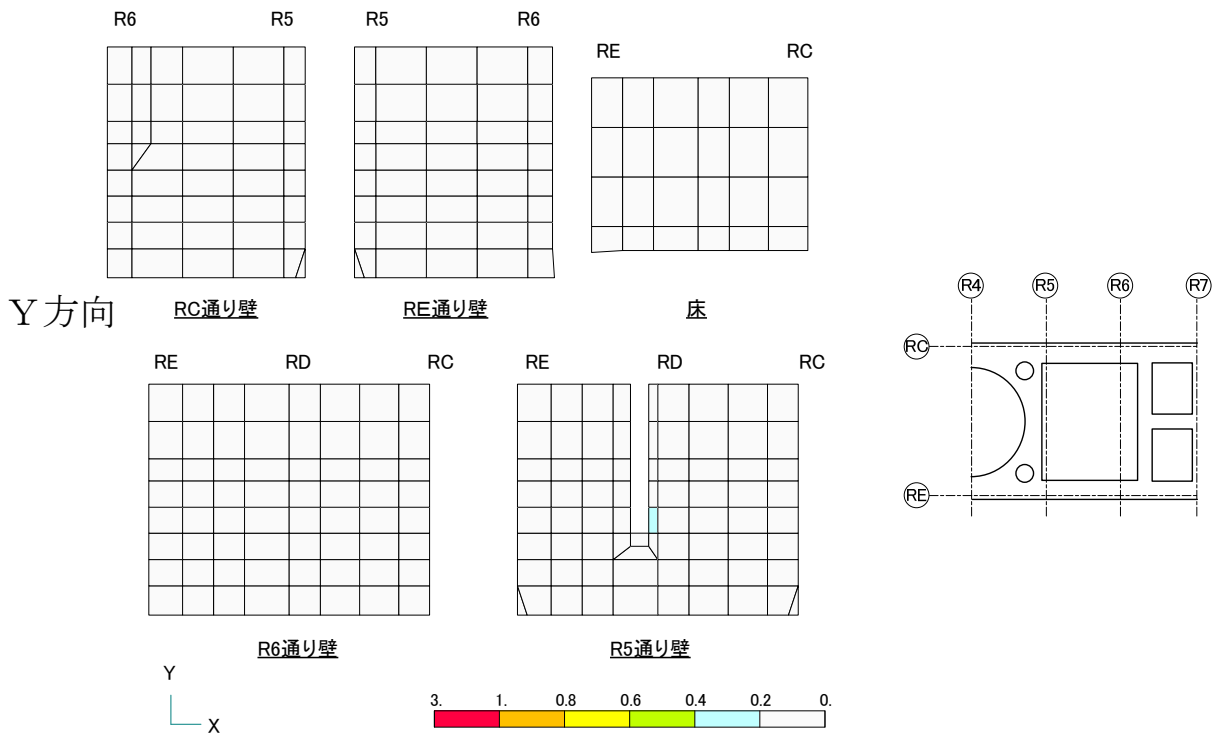 R6 R5 R5 R6
RE RC
Y方向 RC通り壁 RE通り壁 床
R4 R5 R6 R7
RC
RE RD RC RE RD RC
RE
R6通り壁 R5通り壁
Y
X
3. 1. 0.8 0.6 0.4 0.2 0.